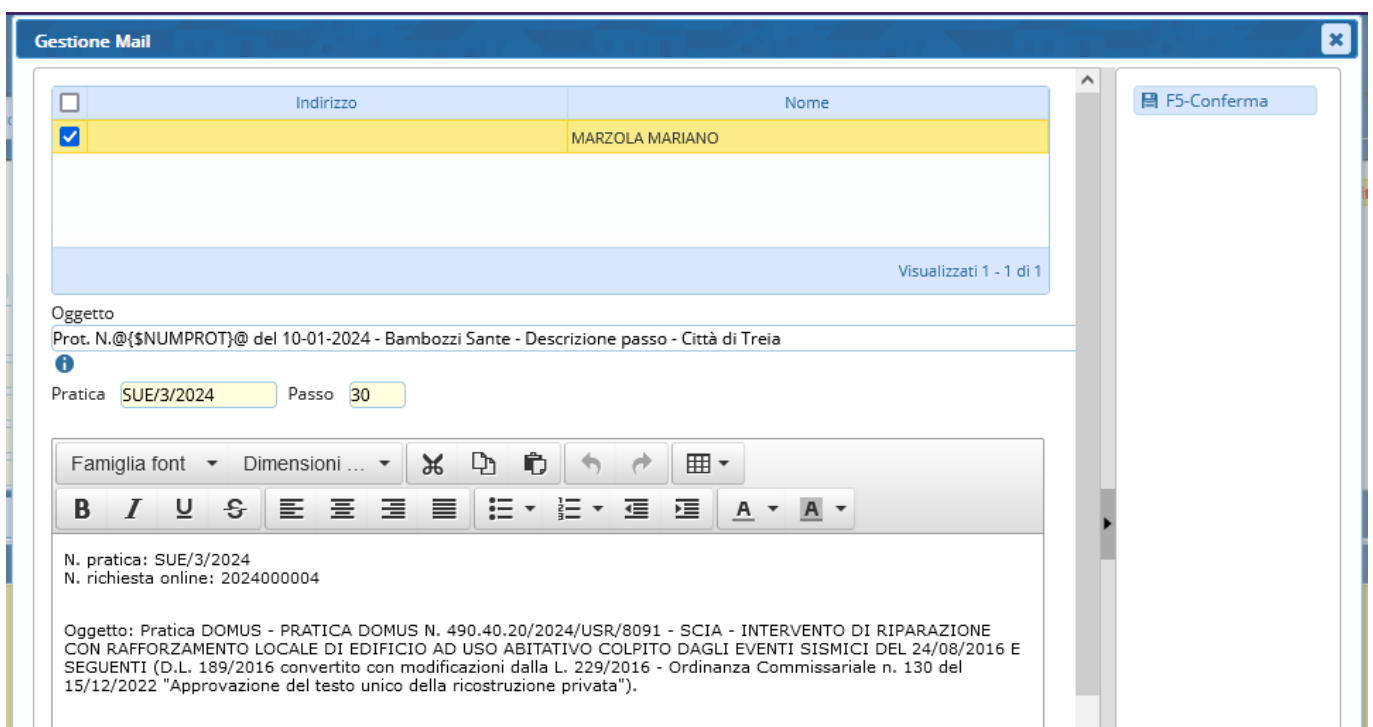 Gestione Mail
Indirizzo Nome
MARZOLA MARIANO
Visualizzati 1 - 1 di 1
F5-Conferma
Oggetto
Prot. N.@{$NUMPROT}@ del 10-01-2024 - Bambozzi Sante - Descrizione passo - Città di Treia
Pratica SUE/3/2024 Passo 30
Famiglia font Dimensioni ...
B I U S A A
N. pratica: SUE/3/2024
N. richiesta online: 2024000004
Oggetto: Pratica DOMUS - PRATICA DOMUS N. 490.40.20/2024/USR/8091 - SCIA - INTERVENTO DI RIPARAZIONE
CON RAFFORZAMENTO LOCALE DI EDIFICIO AD USO ABITATIVO COLPITO DAGLI EVENTI SISMICI DEL 24/08/2016 E
SEGUENTI (D.L. 189/2016 convertito con modificazioni dalla L. 229/2016 - Ordinanza Commissariale n. 130 del
15/12/2022 "Approvazione del testo unico della ricostruzione privata").